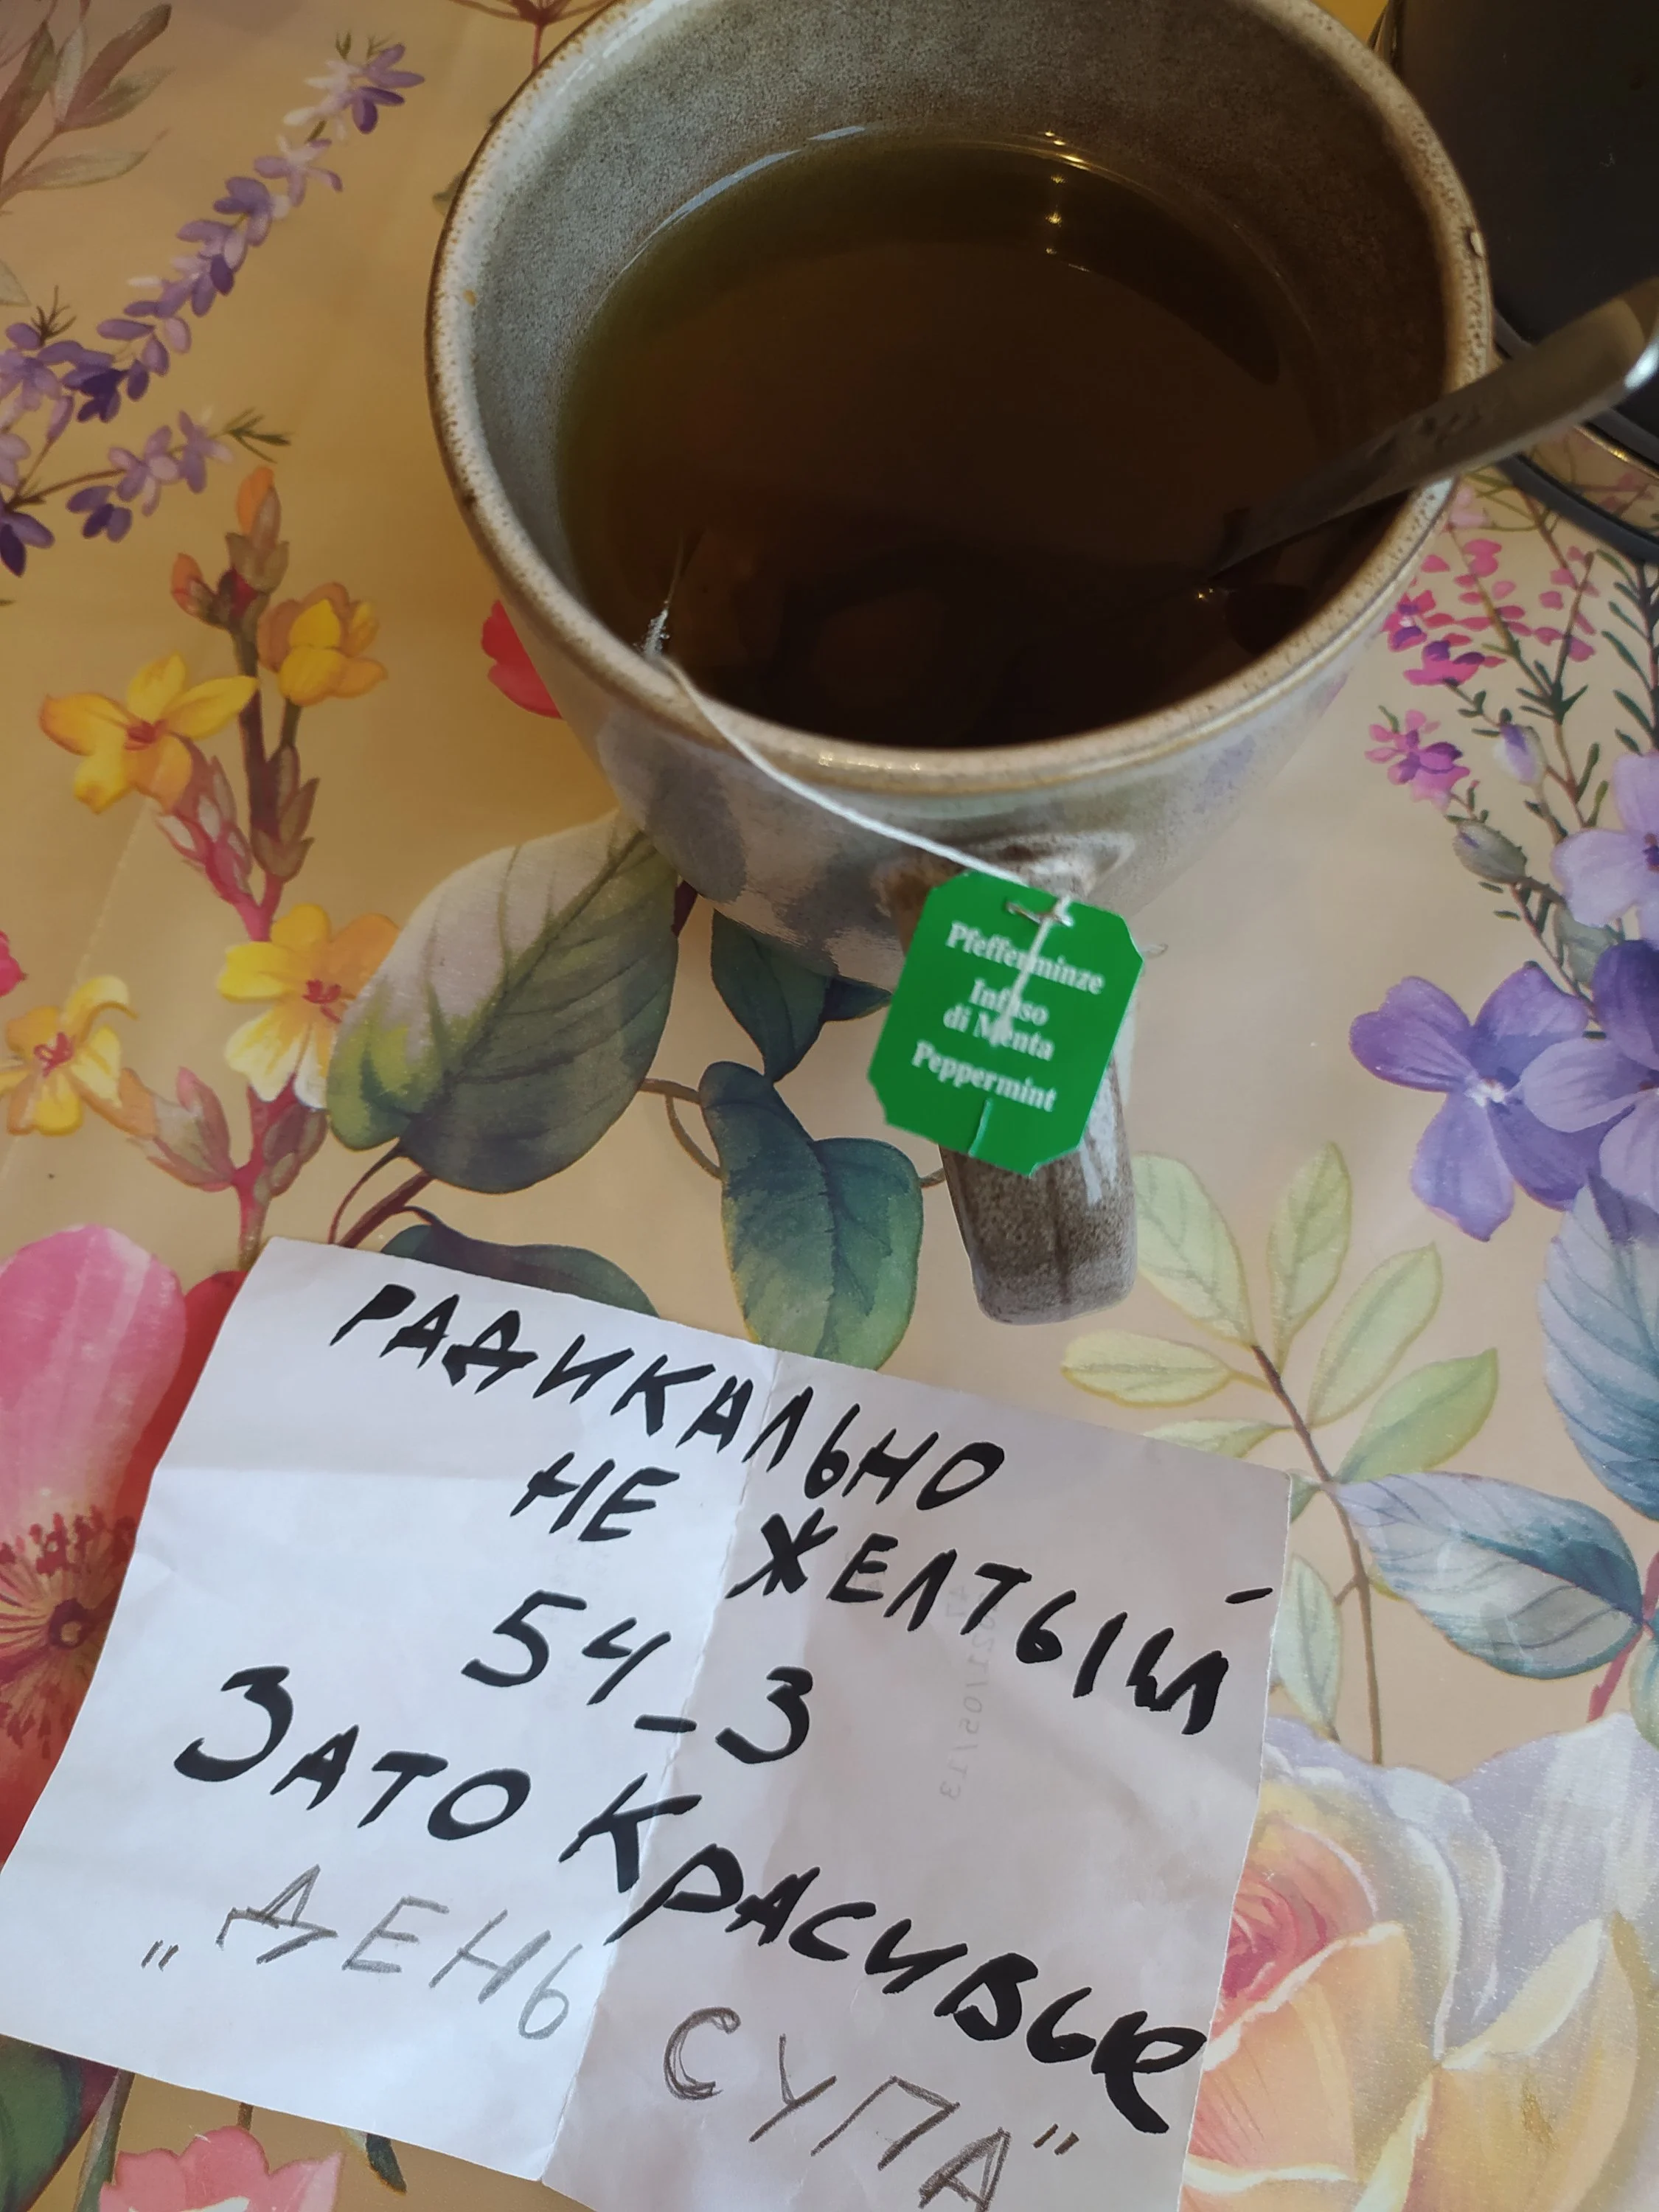 Pfefferminze
Infuso
di Menta
Peppermint
РАДИКАЛЬНО
НЕ ЖЕЛТЫЙ
54_3
ЗАТО КРАСИВЫЕ
„ДЕНЬ СУПА"